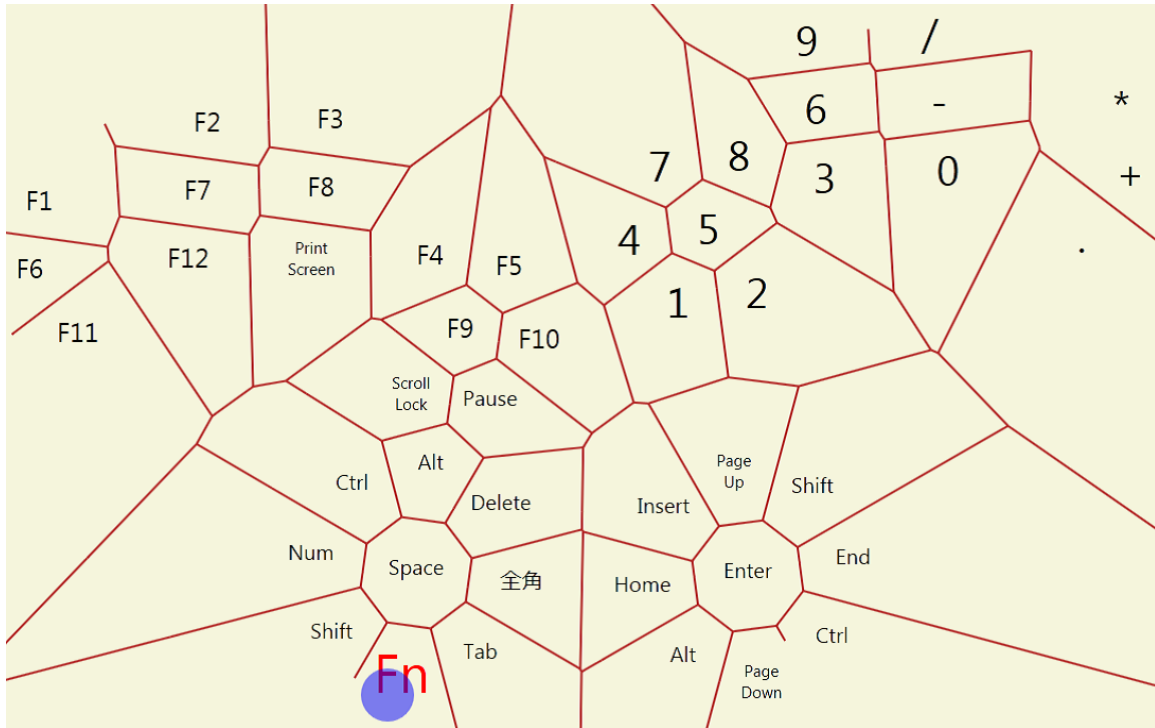 9 /
F2 F3 6 - *
F7 F8 7 8 3 0 +
F1 4 5
F6 F12 Print
Screen F4 F5 .
F11 F9 F10 1 2
Scroll
Lock Pause
Ctrl Alt Page
Up Shift
Delete Insert
Num Space 全角 Home Enter End
Shift Tab Alt Ctrl
Fn Page
Down